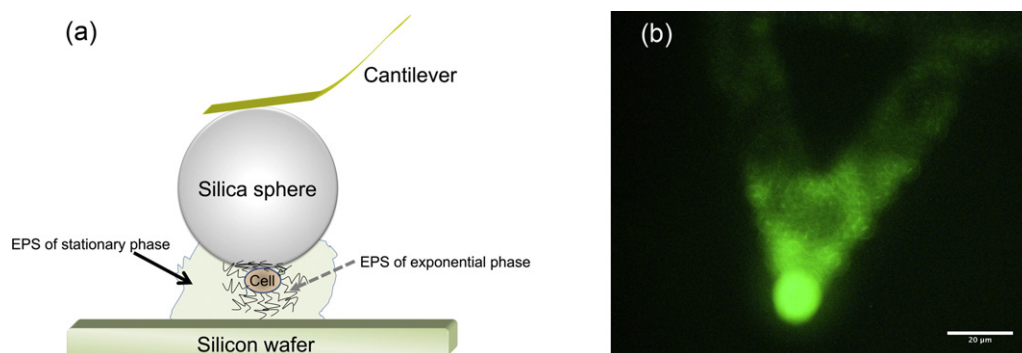 (a)
Cantilever
Silica sphere
EPS of stationary phase
EPS of exponential phase
Cell
Silicon wafer
(b)
20 μm